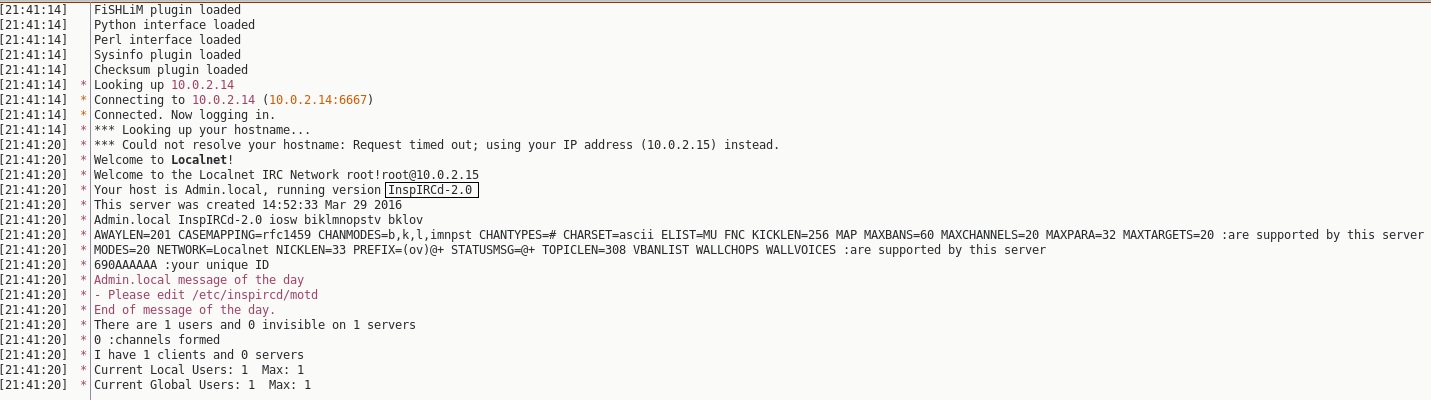 [21:41:14] FiSHLiM plugin loaded
[21:41:14] Python interface loaded
[21:41:14] Perl interface loaded
[21:41:14] Sysinfo plugin loaded
[21:41:14] Checksum plugin loaded
[21:41:14] * Looking up 10.0.2.14
[21:41:14] * Connecting to 10.0.2.14 (10.0.2.14:6667)
[21:41:14] * Connected. Now logging in.
[21:41:14] * *** Looking up your hostname...
[21:41:20] * *** Could not resolve your hostname: Request timed out; using your IP address (10.0.2.15) instead.
[21:41:20] * Welcome to Localnet!
[21:41:20] * Welcome to the Localnet IRC Network root!root@10.0.2.15
[21:41:20] * Your host is Admin.local, running version InspIRCd-2.0
[21:41:20] * This server was created 14:52:33 Mar 29 2016
[21:41:20] * Admin.local InspIRCd-2.0 iosw biklmnopstv bklov
[21:41:20] * AWAYLEN=201 CASEMAPPING=rfc1459 CHANMODES=b,k,l,imnpst CHANTYPES=# CHARSET=ascii ELIST=MU FNC KICKLEN=256 MAP MAXBANS=60 MAXCHANNELS=20 MAXPARA=32 MAXTARGETS=20 :are supported by this server
[21:41:20] * MODES=20 NETWORK=Localnet NICKLEN=33 PREFIX=(ov)@+ STATUSMSG=@+ TOPICLEN=308 VBANLIST WALLCHOPS WALLVOICES :are supported by this server
[21:41:20] * 690AAAAAA :your unique ID
[21:41:20] * Admin.local message of the day
[21:41:20] * - Please edit /etc/inspircd/motd
[21:41:20] * End of message of the day.
[21:41:20] * There are 1 users and 0 invisible on 1 servers
[21:41:20] * 0 :channels formed
[21:41:20] * I have 1 clients and 0 servers
[21:41:20] * Current Local Users: 1  Max: 1
[21:41:20] * Current Global Users: 1  Max: 1